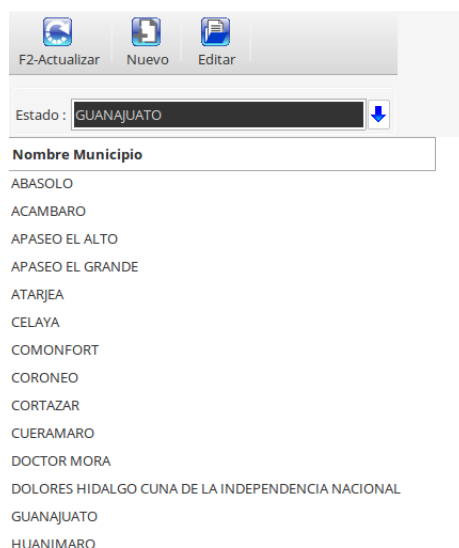 F2-Actualizar Nuevo Editar
Estado : GUANAJUATO
Nombre Municipio
ABASOLO
ACAMBARO
APASEO EL ALTO
APASEO EL GRANDE
ATARJEA
CELAYA
COMONFORT
CORONEO
CORTAZAR
CUERAMARO
DOCTOR MORA
DOLORES HIDALGO CUNA DE LA INDEPENDENCIA NACIONAL
GUANAJUATO
HUANIMARO